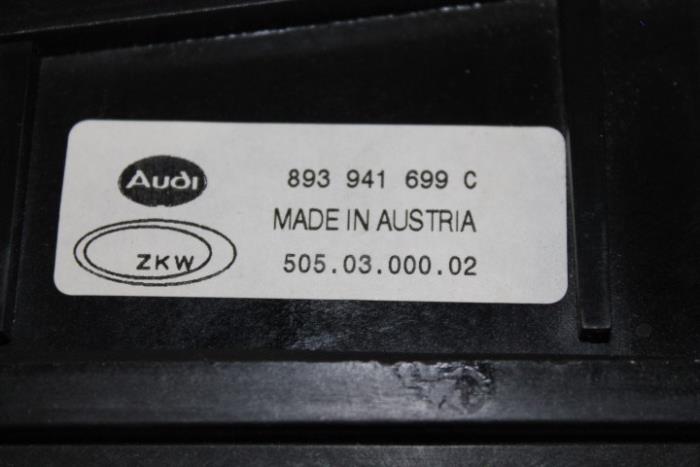 Audi 893 941 699 C
MADE IN AUSTRIA
ZKW 505.03.000.02